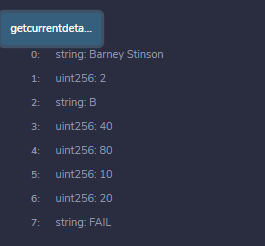 getcurrentdeta...
0: string: Barney Stinson
1: uint256: 2
2: string: B
3: uint256: 40
4: uint256: 80
5: uint256: 10
6: uint256: 20
7: string: FAIL